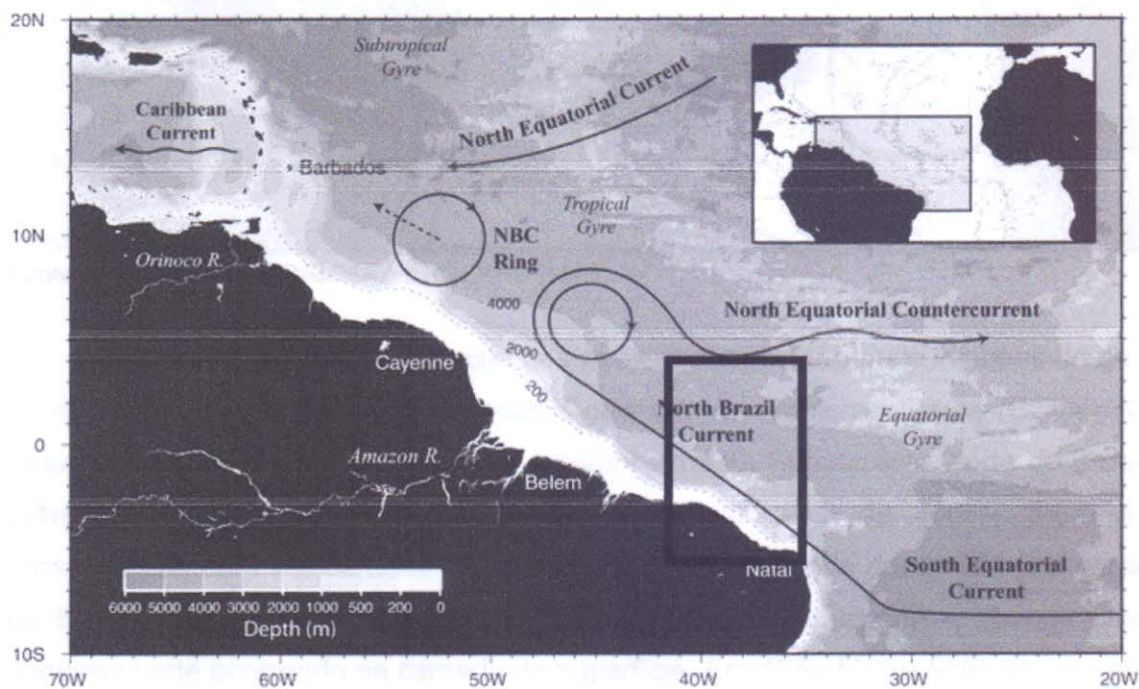 20N
Subtropical
Gyre
North Equatorial Current
Caribbean
Current
Barbados
Tropical
Gyre
10N
NBC
Ring
Orinoco R.
4000
North Equatorial Countercurrent
2000
Cayenne
200
North Brazil
Current
Equatorial
Gyre
0
Amazon R.
Belem
Natal
South Equatorial
Current
6000 5000 4000 3000 2000 1000 500 200 0
Depth (m)
10S
70W 60W 50W 40W 30W 20W